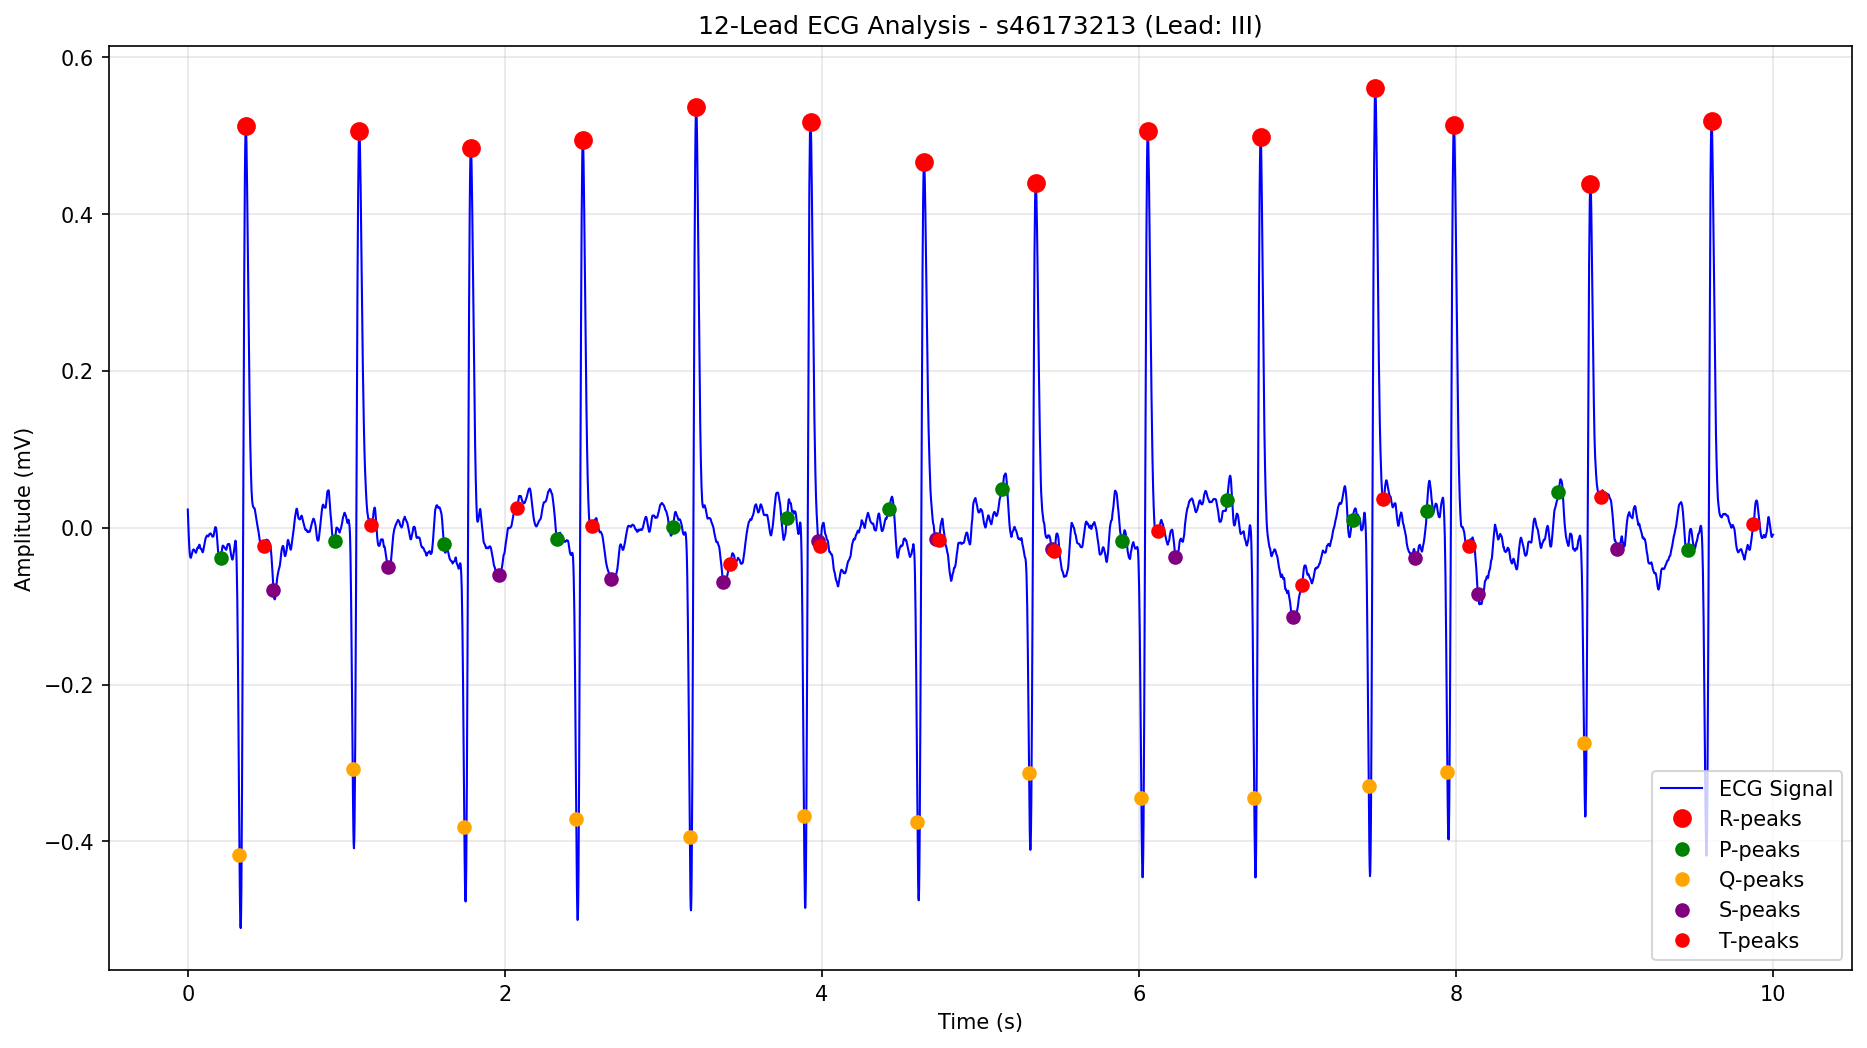 12-Lead ECG Analysis - s46173213 (Lead: III)
Amplitude (mV)
0.6
0.4
0.2
0.0
−0.2
−0.4
0
2
4
6
8
10
Time (s)
ECG Signal
R-peaks
P-peaks
Q-peaks
S-peaks
T-peaks